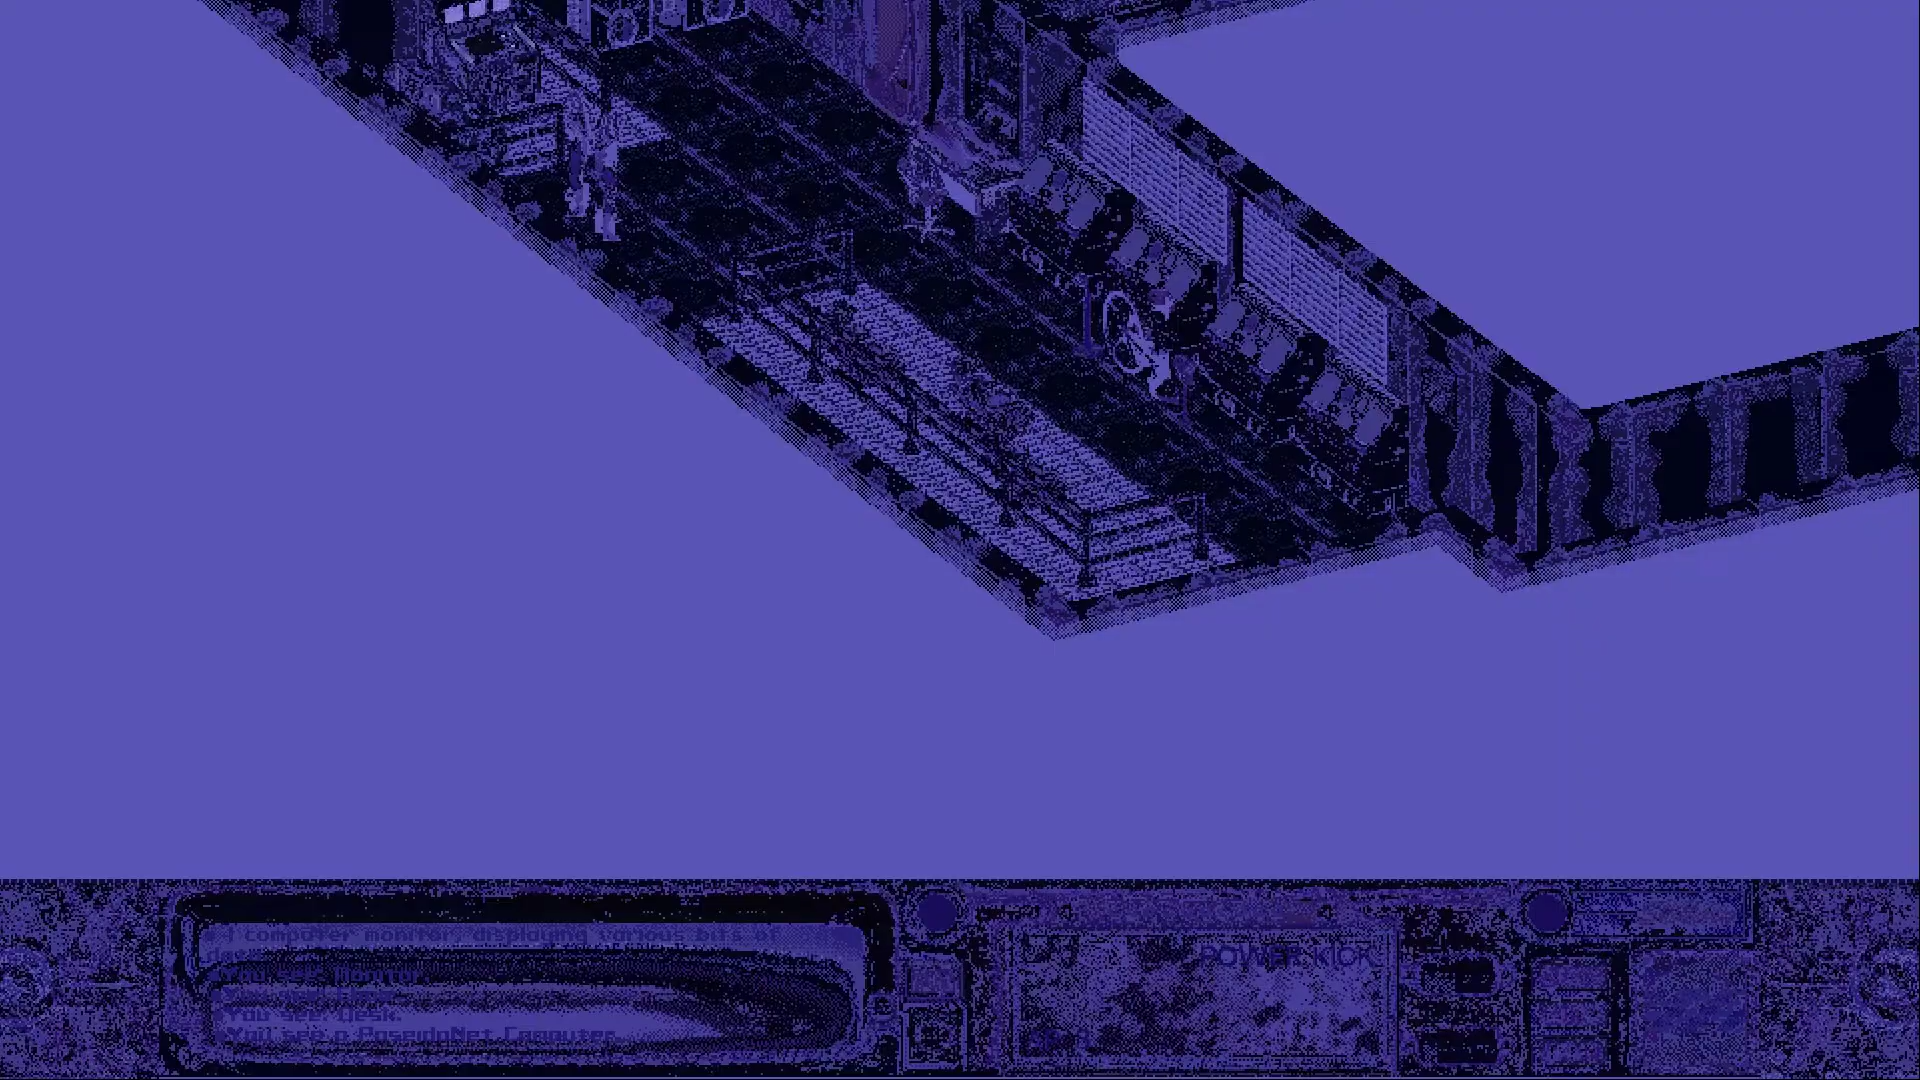 A computer monitor, displaying various bits of
You see: Monitor.
You see: Desk.
You see a PoseidoNet Computer.
POWER KICK